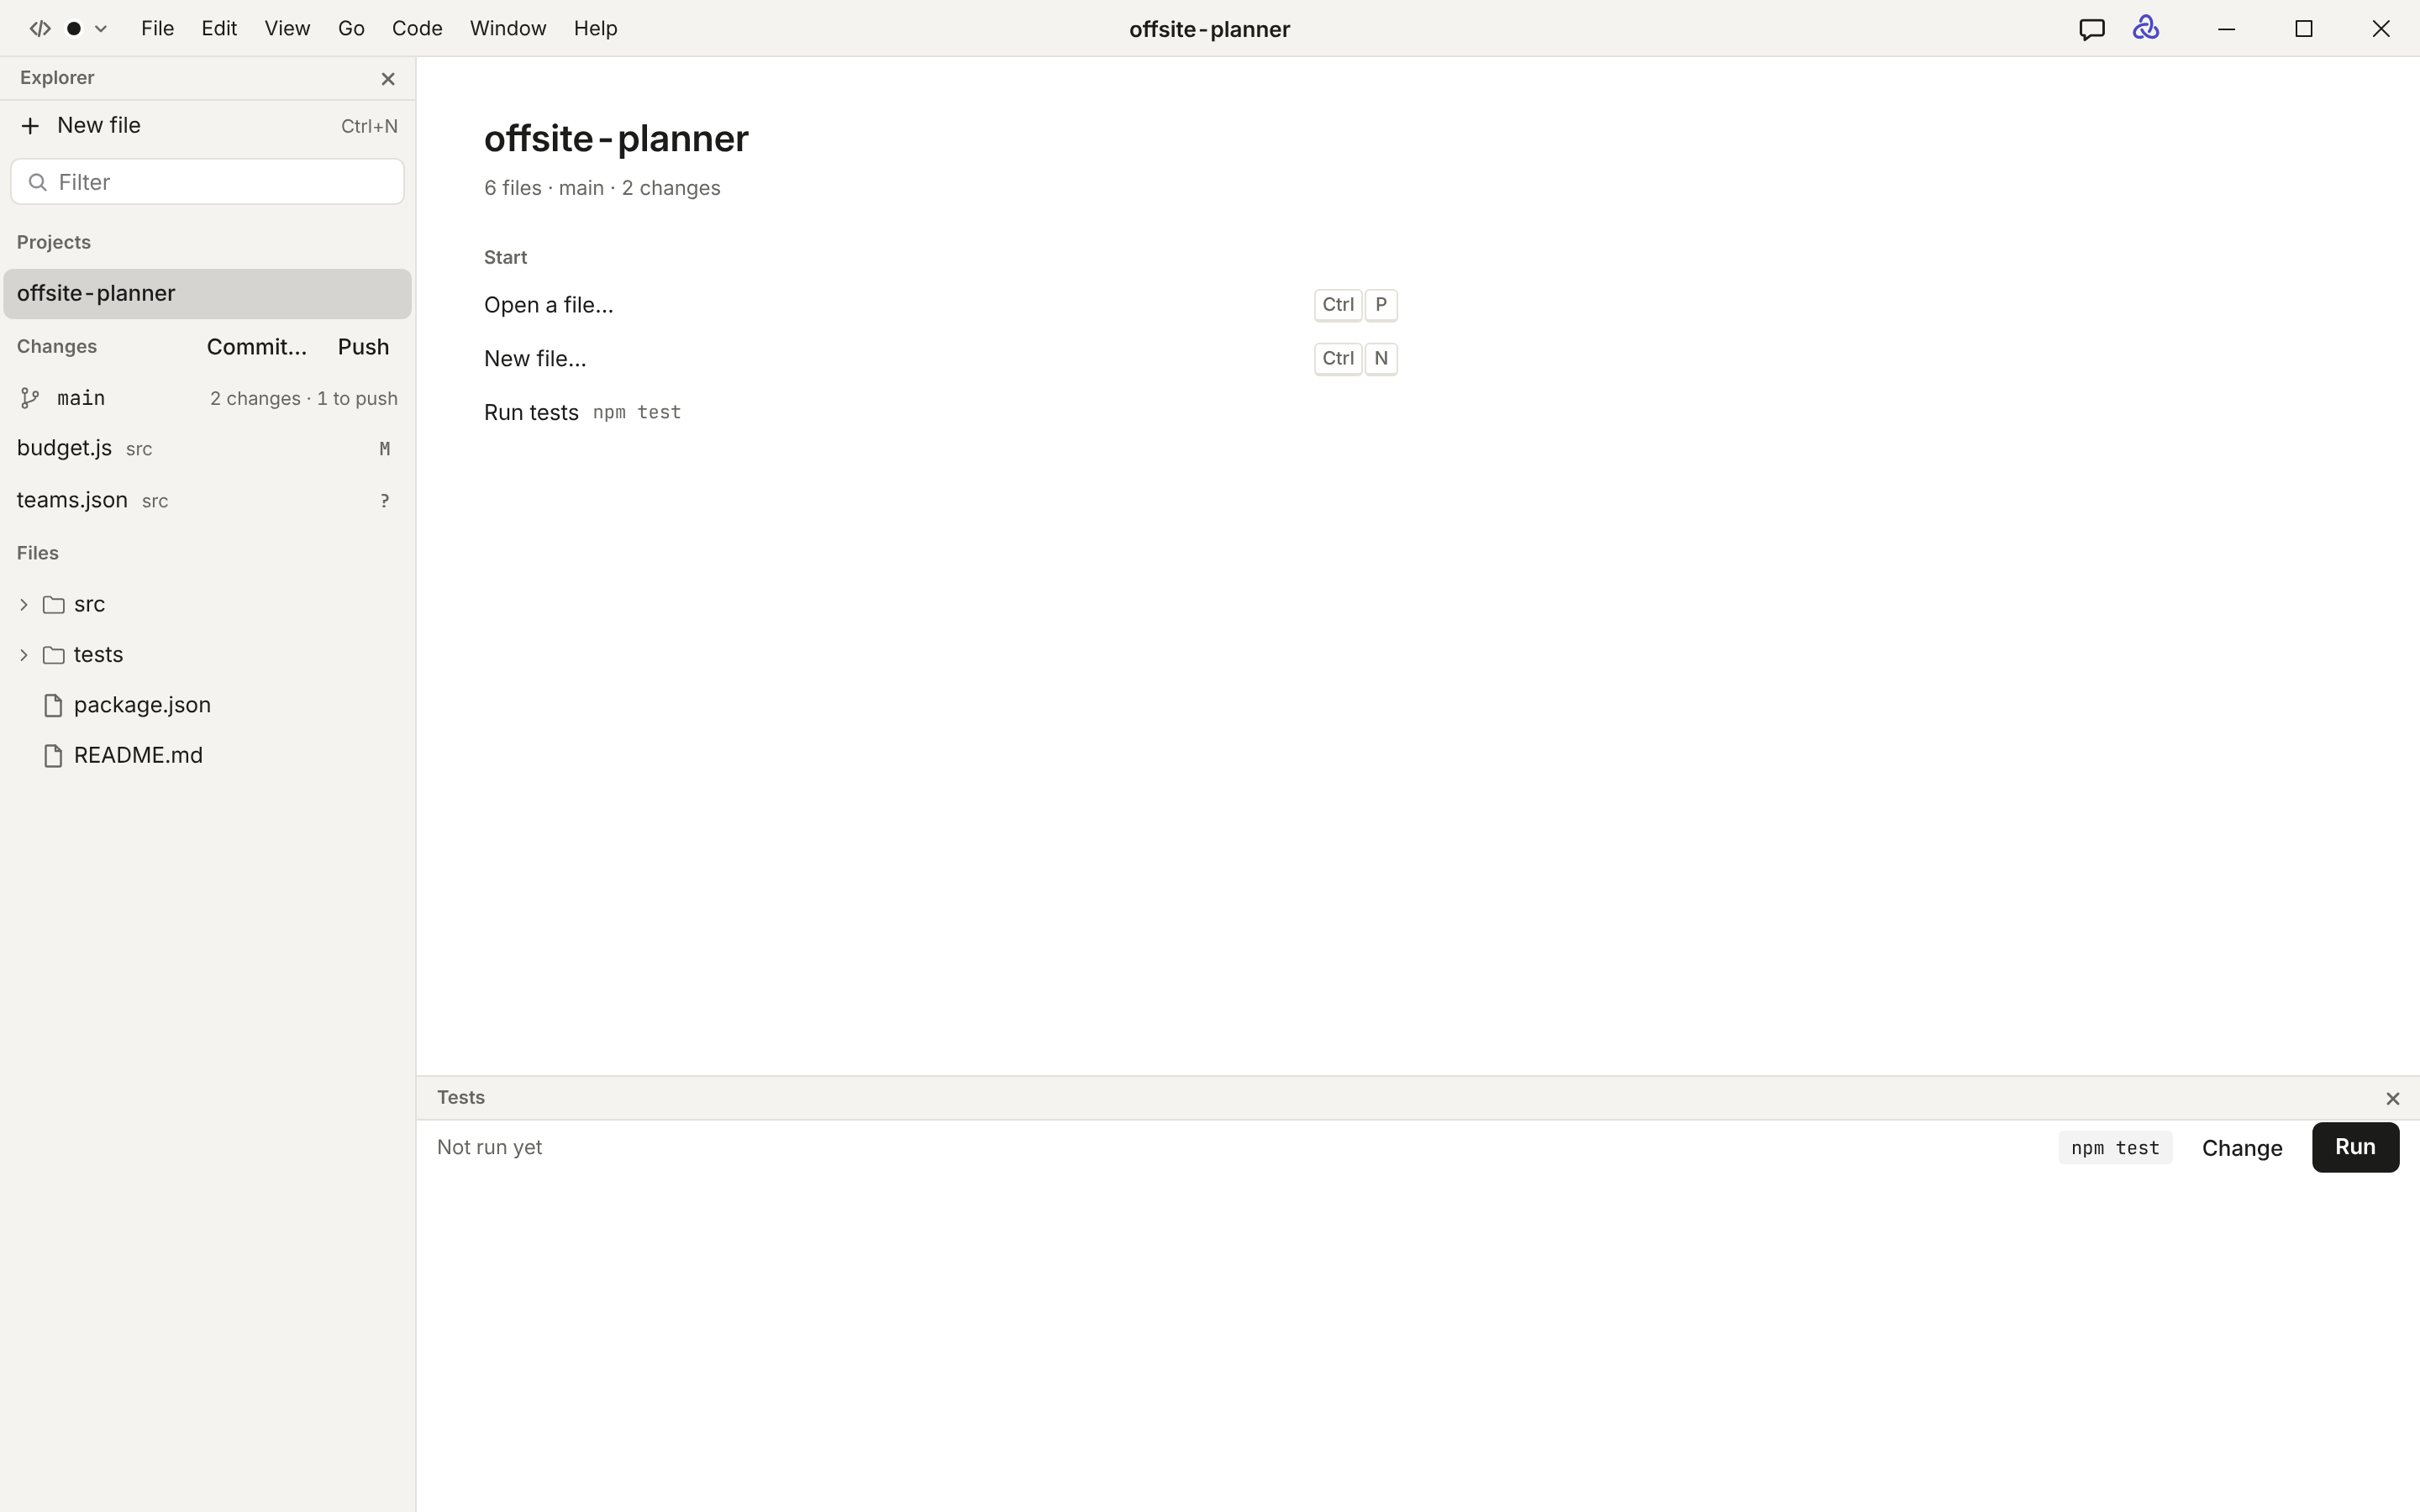 File Edit View Go Code Window Help
offsite-planner
Explorer
New file Ctrl+N
Filter
Projects
offsite-planner
Changes Commit... Push
main 2 changes · 1 to push
budget.js src M
teams.json src ?
Files
src
tests
package.json
README.md
offsite-planner
6 files · main · 2 changes
Start
Open a file... Ctrl P
New file... Ctrl N
Run tests npm test
Tests
Not run yet npm test Change Run